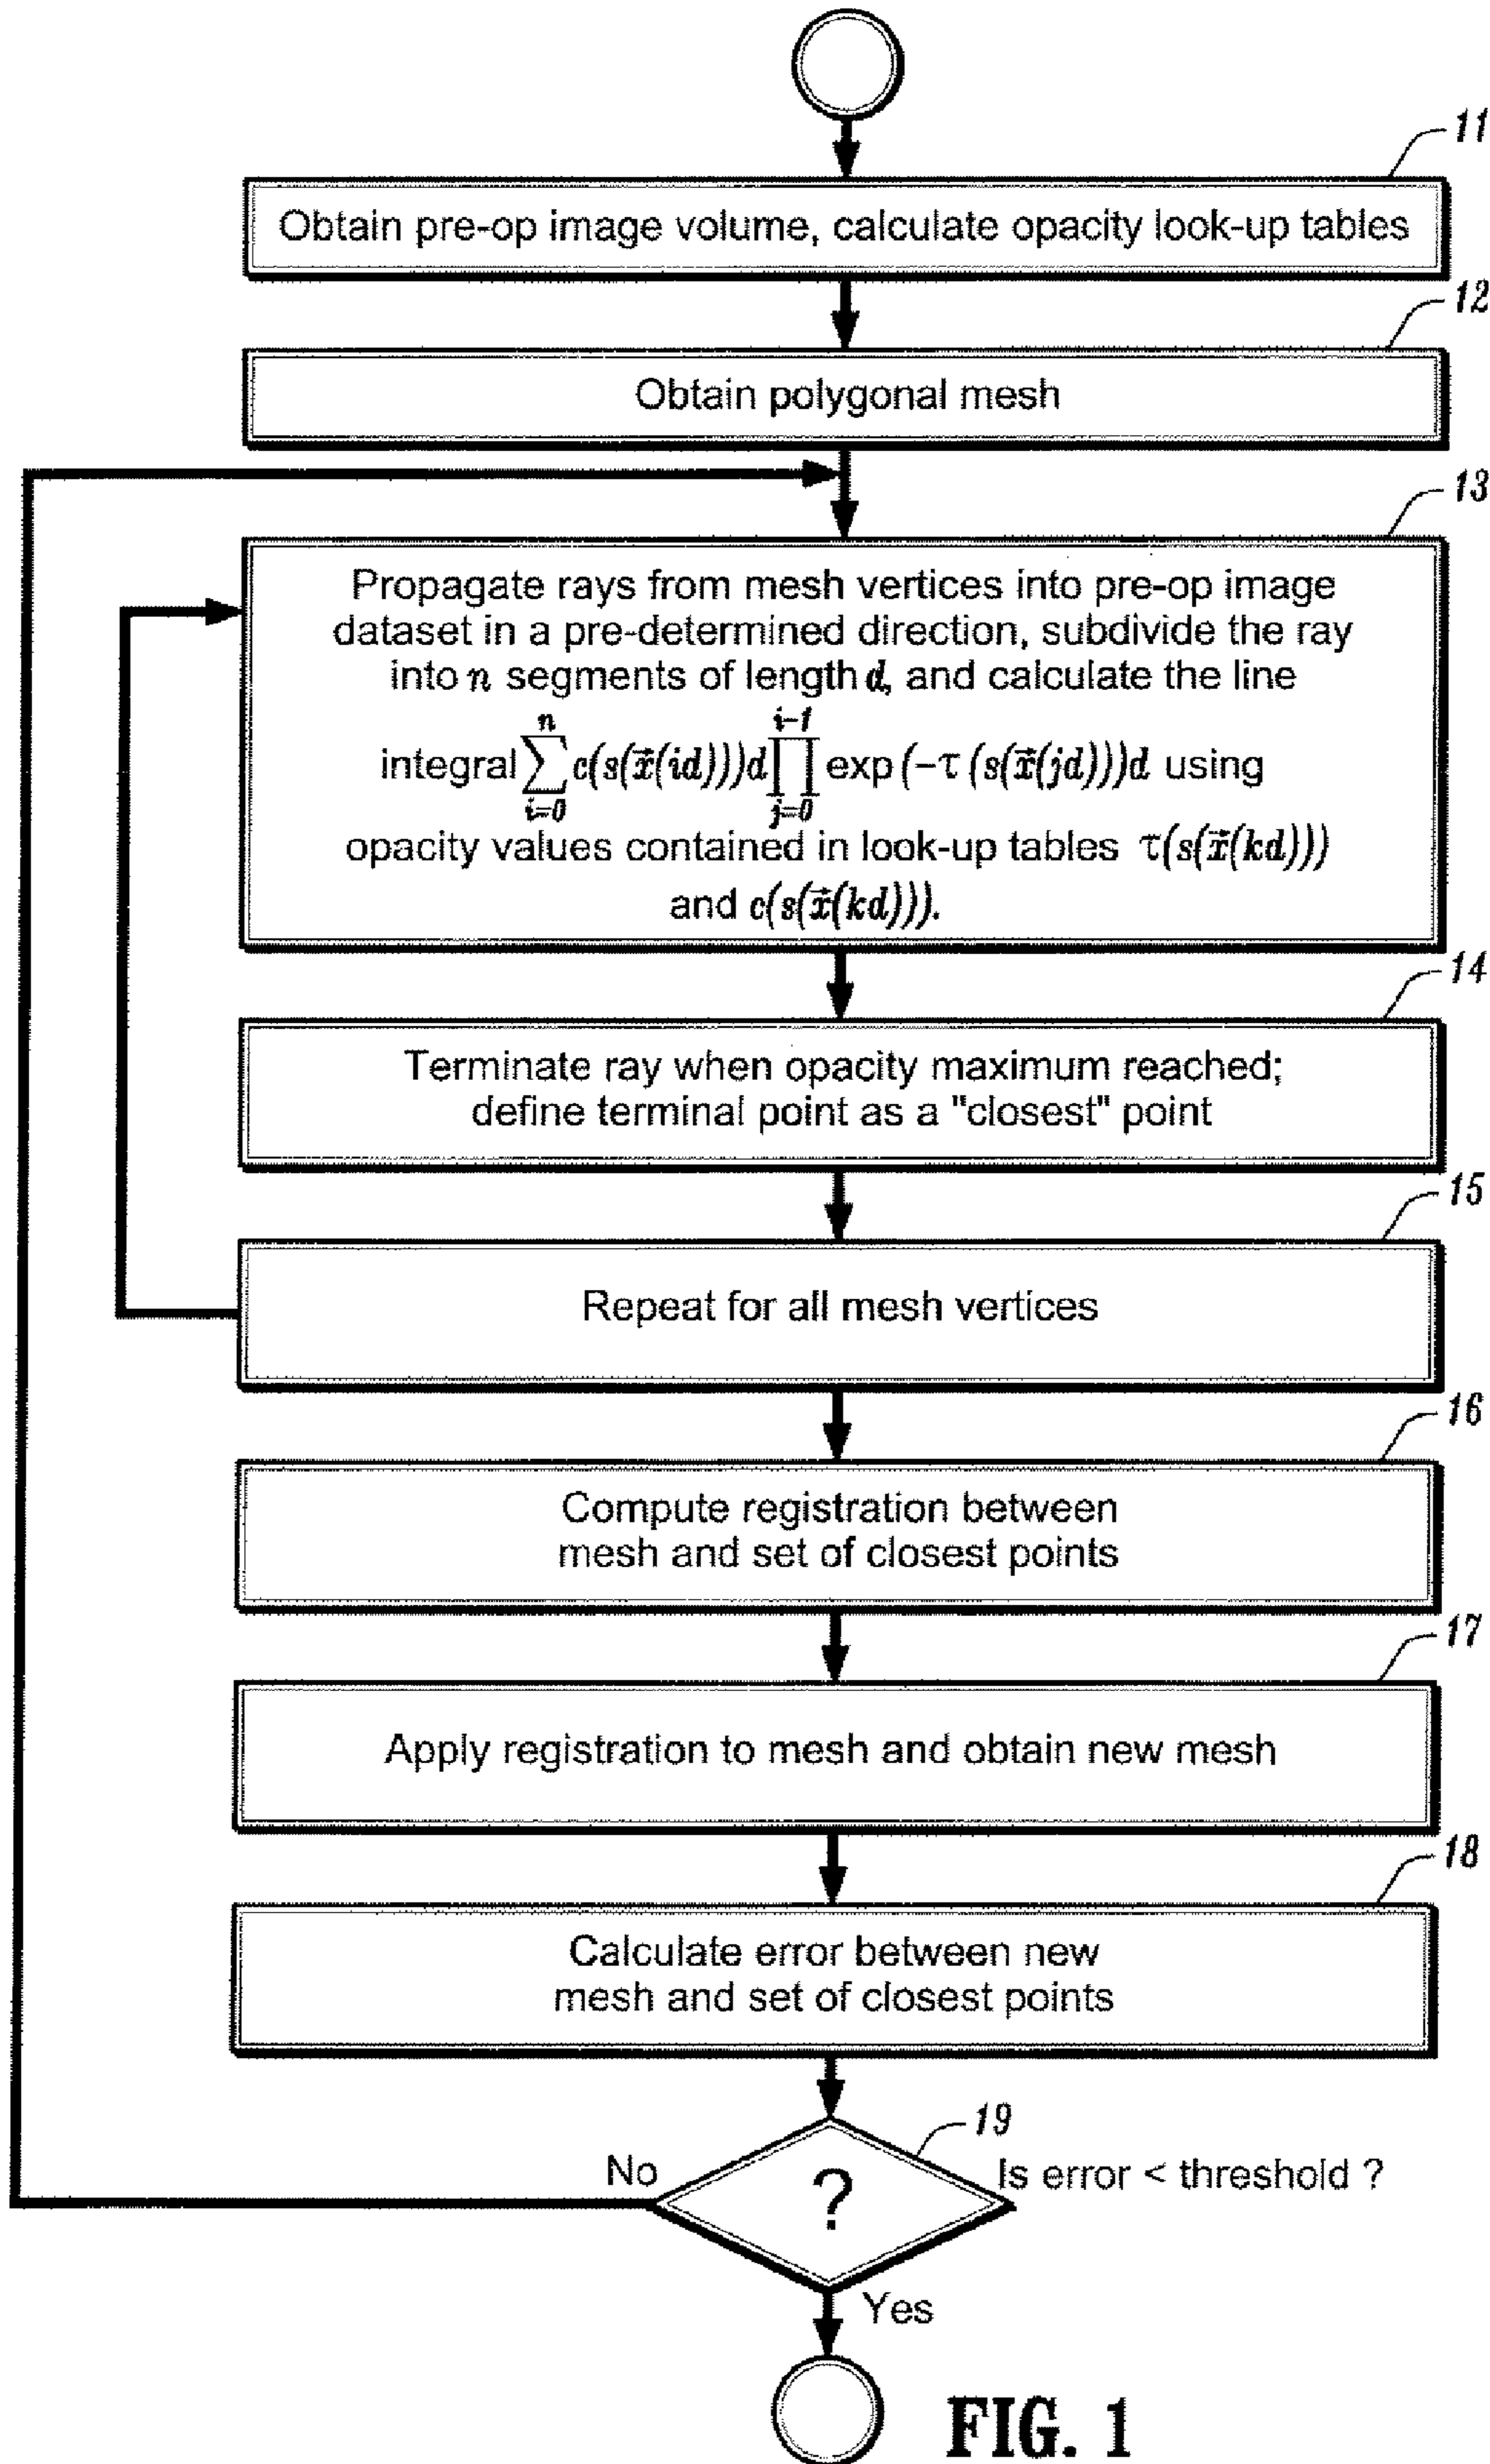 11
Obtain pre-op image volume, calculate opacity look-up tables
12
Obtain polygonal mesh
13
Propagate rays from mesh vertices into pre-op image
dataset in a pre-determined direction, subdivide the ray
into n segments of length d, and calculate the line
integral \sum_{i=0}^{n} c(s(\vec{x}(id)))d \prod_{j=0}^{i-1} exp (-τ (s(\vec{x}(jd)))d using
opacity values contained in look-up tables τ(s(\vec{x}(kd)))
and c(s(\vec{x}(kd))).
14
Terminate ray when opacity maximum reached;
define terminal point as a "closest" point
15
Repeat for all mesh vertices
16
Compute registration between
mesh and set of closest points
17
Apply registration to mesh and obtain new mesh
18
Calculate error between new
mesh and set of closest points
19
No
?
Is error < threshold ?
Yes
FIG. 1